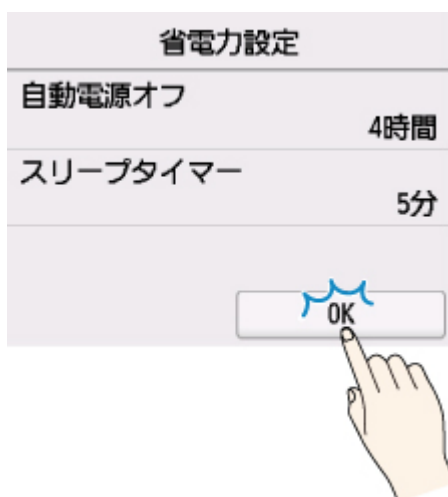 省電力設定
自動電源オフ
4時間
スリープタイマー
5分
OK